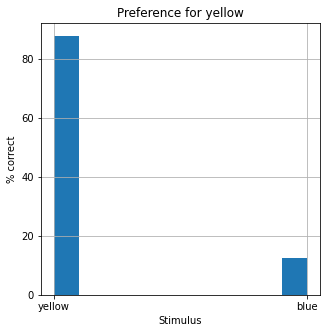 Preference for yellow
% correct
80
60
40
20
0
yellow
blue
Stimulus